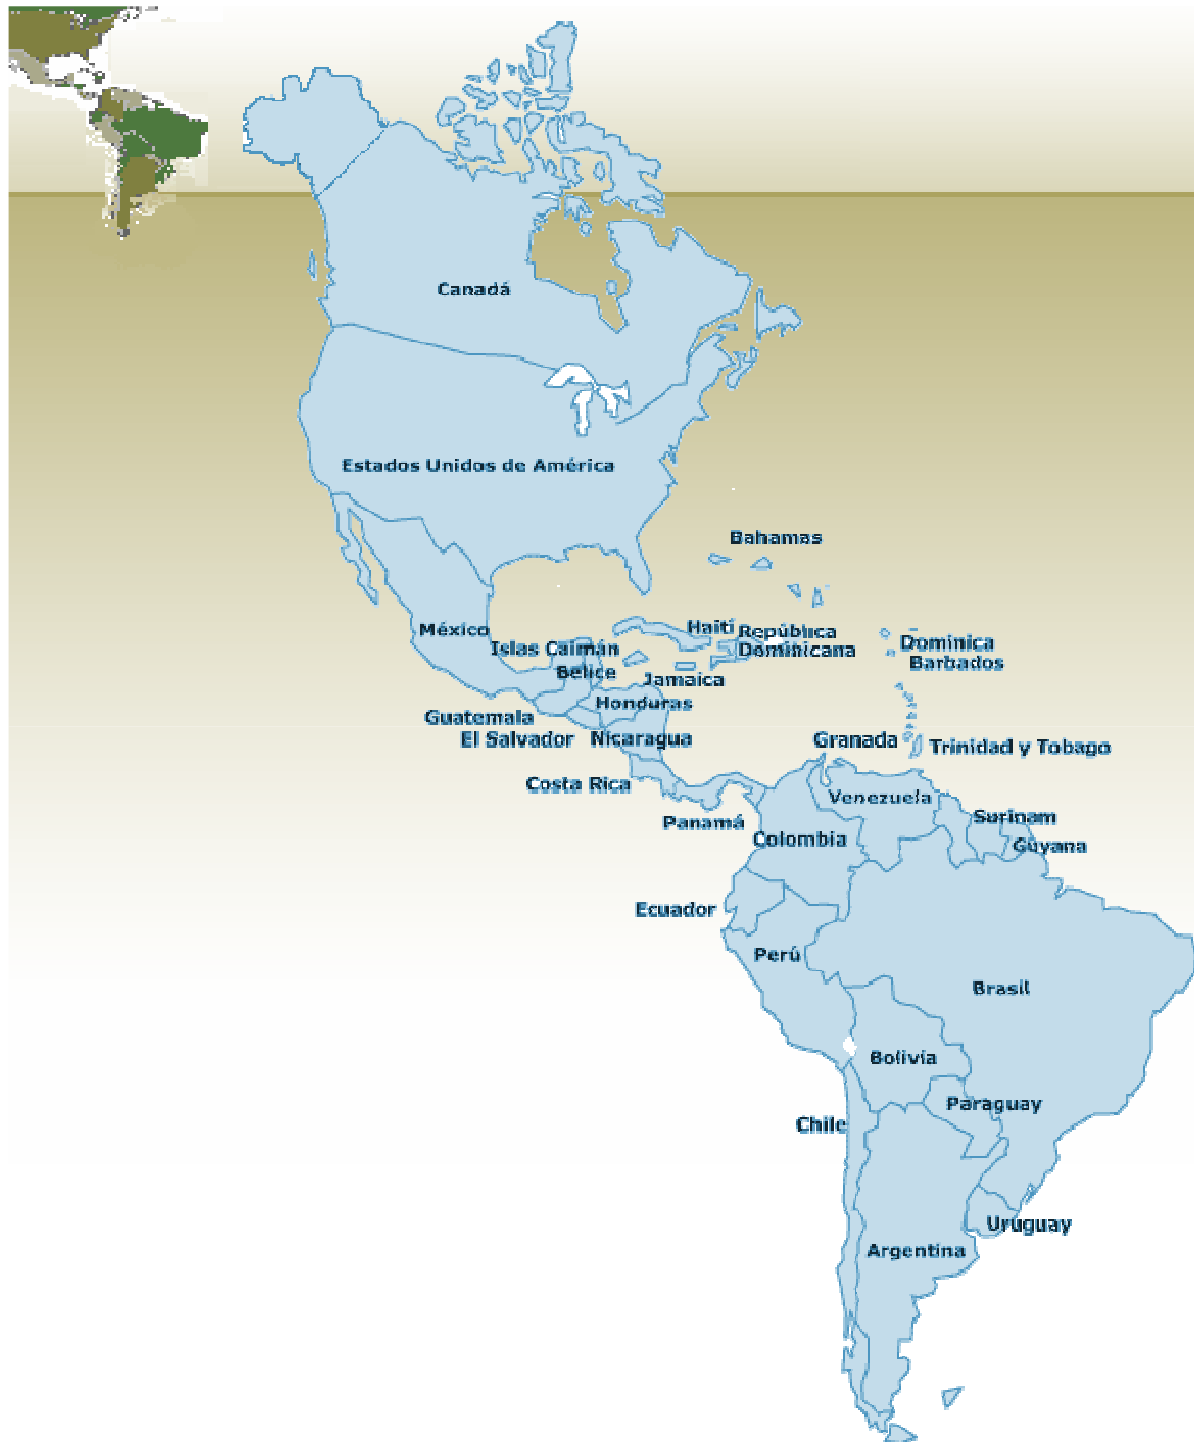 Canadá
Estados Unidos de América
Bahamas
México
Haití
República
Dominicana
Islas Caimán
Dominica
Barbados
Belice
Jamaica
Honduras
Guatemala
El Salvador
Nicaragua
Granada
Trinidad y Tobago
Costa Rica
Venezuela
Panamá
Surinam
Colombia
Guyana
Ecuador
Perú
Brasil
Bolivia
Paraguay
Chile
Uruguay
Argentina